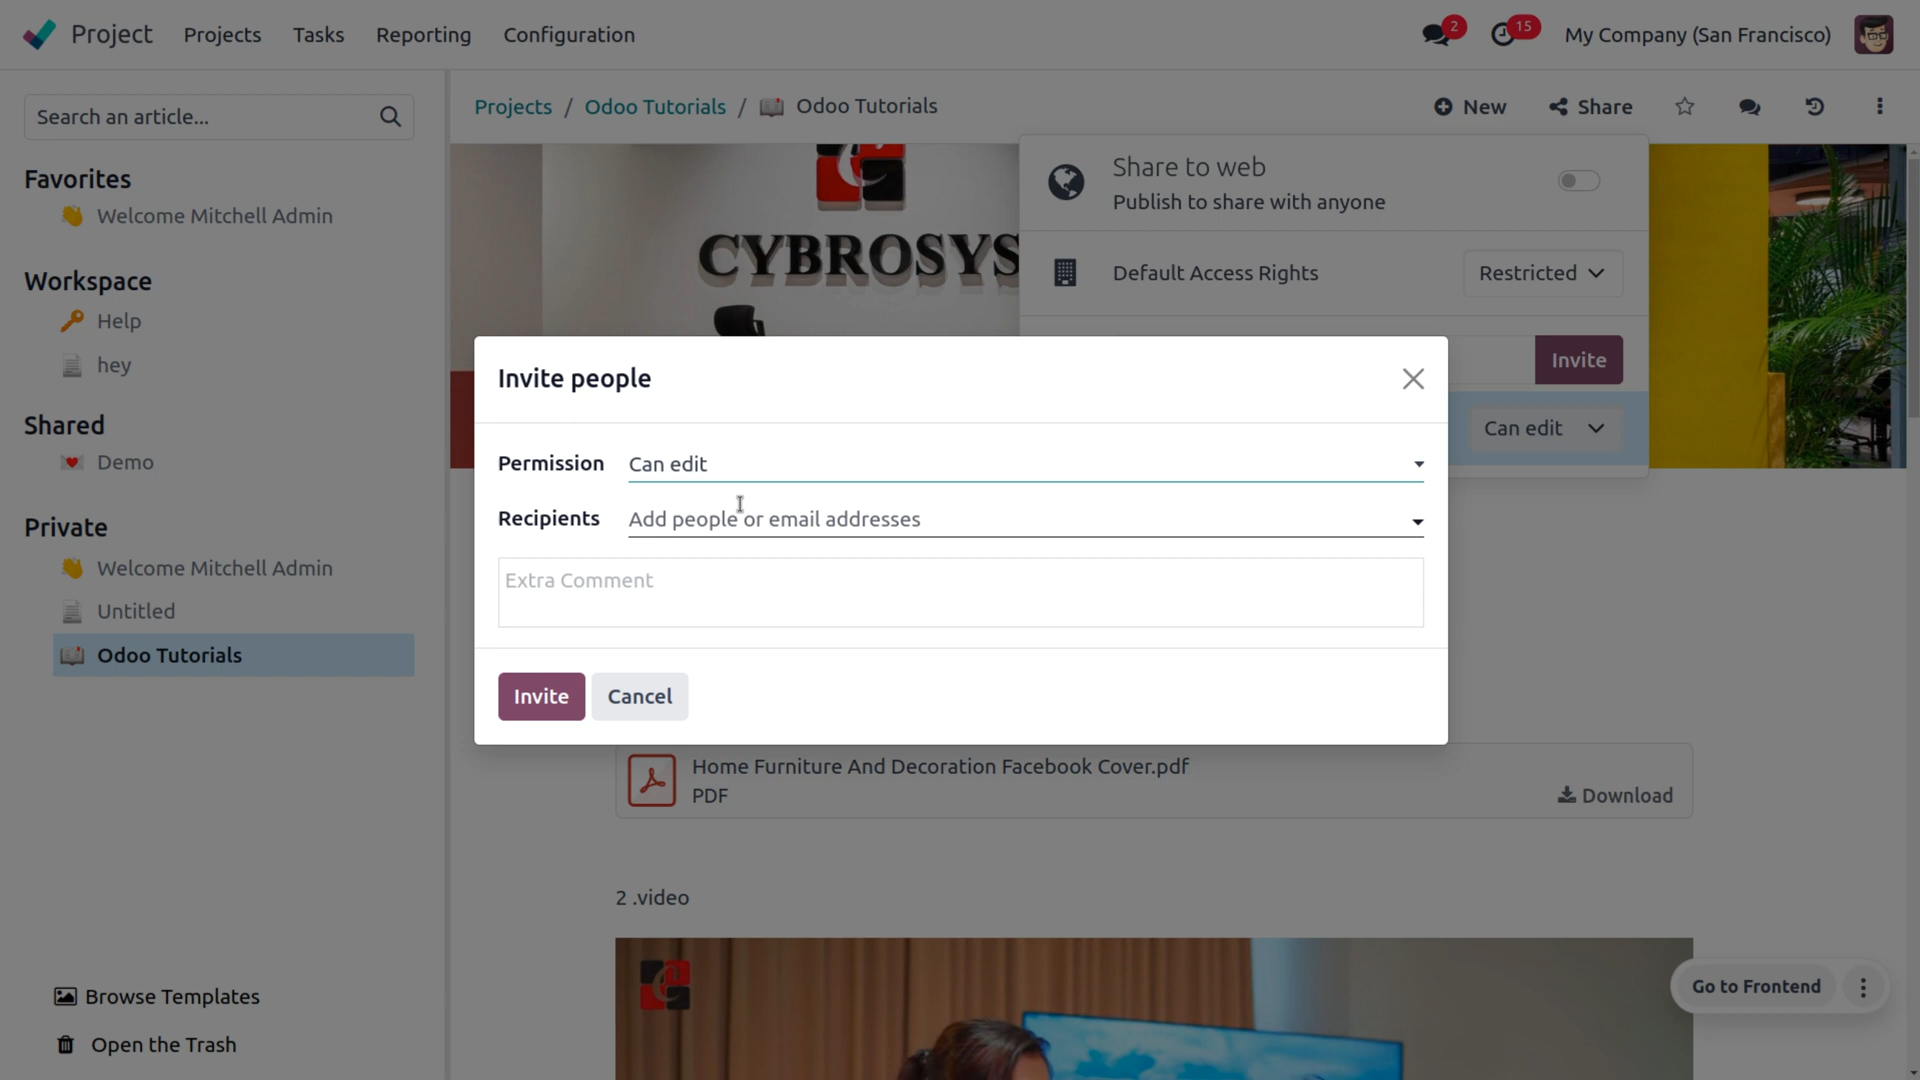 Project
Projects
Tasks
Reporting
Configuration
2
15
My Company (San Francisco)
Search an article...
Favorites
Welcome Mitchell Admin
Workspace
Help
hey
Shared
Demo
Private
Welcome Mitchell Admin
Untitled
Odoo Tutorials
Browse Templates
Open the Trash
Projects / Odoo Tutorials / Odoo Tutorials
New
Share
CYBROSYS
Share to web
Publish to share with anyone
Default Access Rights
Restricted
Invite
Can edit
Invite people
Permission
Can edit
Recipients
Add people or email addresses
Extra Comment
Invite
Cancel
Home Furniture And Decoration Facebook Cover.pdf
PDF
Download
2 .video
Go to Frontend